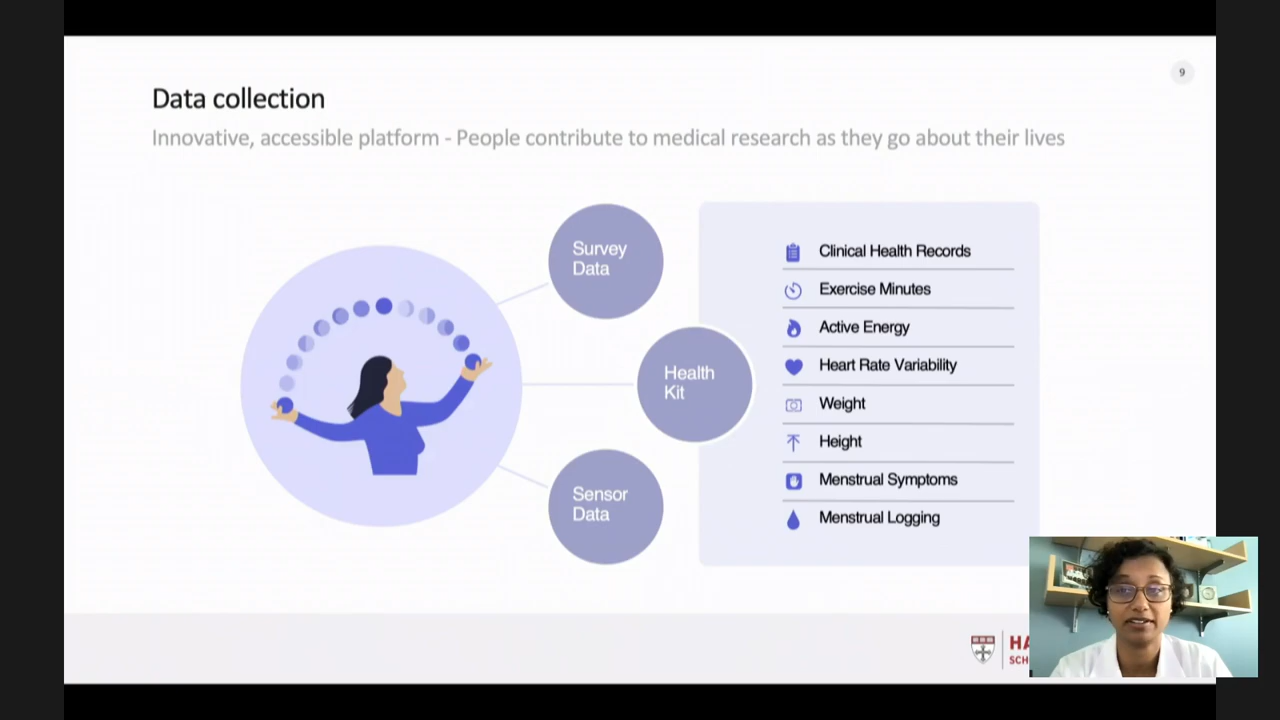 9
Data collection
Innovative, accessible platform - People contribute to medical research as they go about their lives
Survey
Data
Health
Kit
Sensor
Data
Clinical Health Records
Exercise Minutes
Active Energy
Heart Rate Variability
Weight
Height
Menstrual Symptoms
Menstrual Logging
HA
SCH